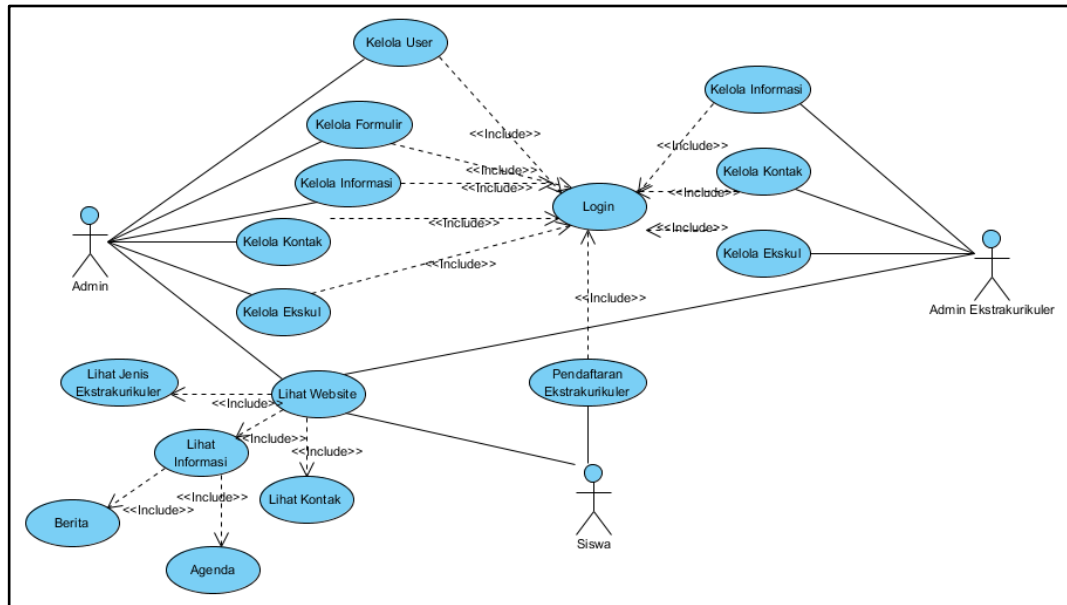 Kelola User
Kelola Informasi
<<Include>>
<<Include>>
Kelola Formulir
<<Include>>
Kelola Kontak
Kelola Informasi
<<Include>>
<<Include>>
Login
<<Include>>
<<Include>>
Kelola Kontak
Kelola Ekskul
<<Include>>
Admin
Kelola Ekskul
<<Include>>
Admin Ekstrakurikuler
Lihat Jenis
Ekstrakurikuler
<<Include>>
Lihat Website
Pendaftaran
Ekstrakurikuler
Lihat
Informasi
<<Include>>
<<Include>>
Lihat Kontak
<<Include>>
<<Include>>
Berita
Siswa
Agenda